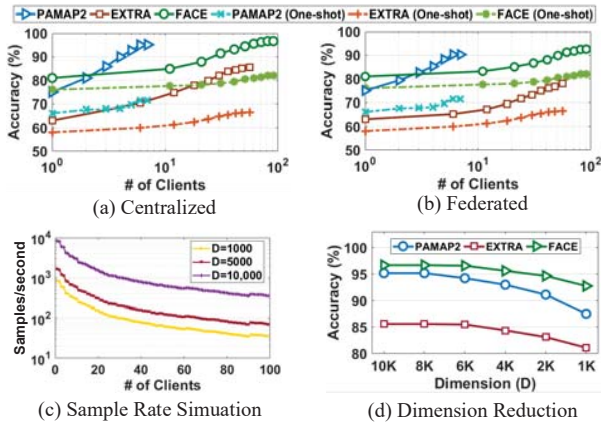 PAMAP2 EXTRA FACE PAMAP2 (One-shot) EXTRA (One-shot) FACE (One-shot)
Accuracy (%)
100
90
80
70
60
50
10^0 10^1 10^2
# of Clients
(a) Centralized
Accuracy (%)
100
90
80
70
60
50
10^0 10^1 10^2
# of Clients
(b) Federated
Samples/second
10^4
10^3
10^2
10^1
D=1000
D=5000
D=10,000
0 20 40 60 80 100
# of Clients
(c) Sample Rate Simuation
Accuracy (%)
100
95
90
85
80
PAMAP2 EXTRA FACE
10K 8K 6K 4K 2K 1K
Dimension (D)
(d) Dimension Reduction